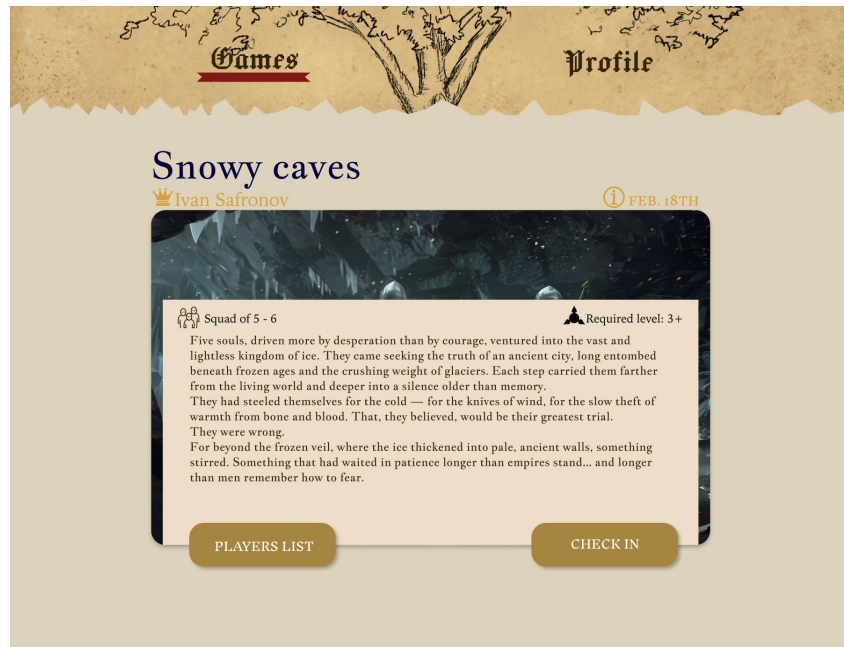 Games
Profile
Snowy caves
Ivan Safronov
FEB. 18TH
Squad of 5 - 6
Required level: 3+
Five souls, driven more by desperation than by courage, ventured into the vast and
lightless kingdom of ice. They came seeking the truth of an ancient city, long entombed
beneath frozen ages and the crushing weight of glaciers. Each step carried them farther
from the living world and deeper into a silence older than memory.
They had steeled themselves for the cold — for the knives of wind, for the slow theft of
warmth from bone and blood. That, they believed, would be their greatest trial.
They were wrong.
For beyond the frozen veil, where the ice thickened into pale, ancient walls, something
stirred. Something that had waited in patience longer than empires stand... and longer
than men remember how to fear.
PLAYERS LIST
CHECK IN